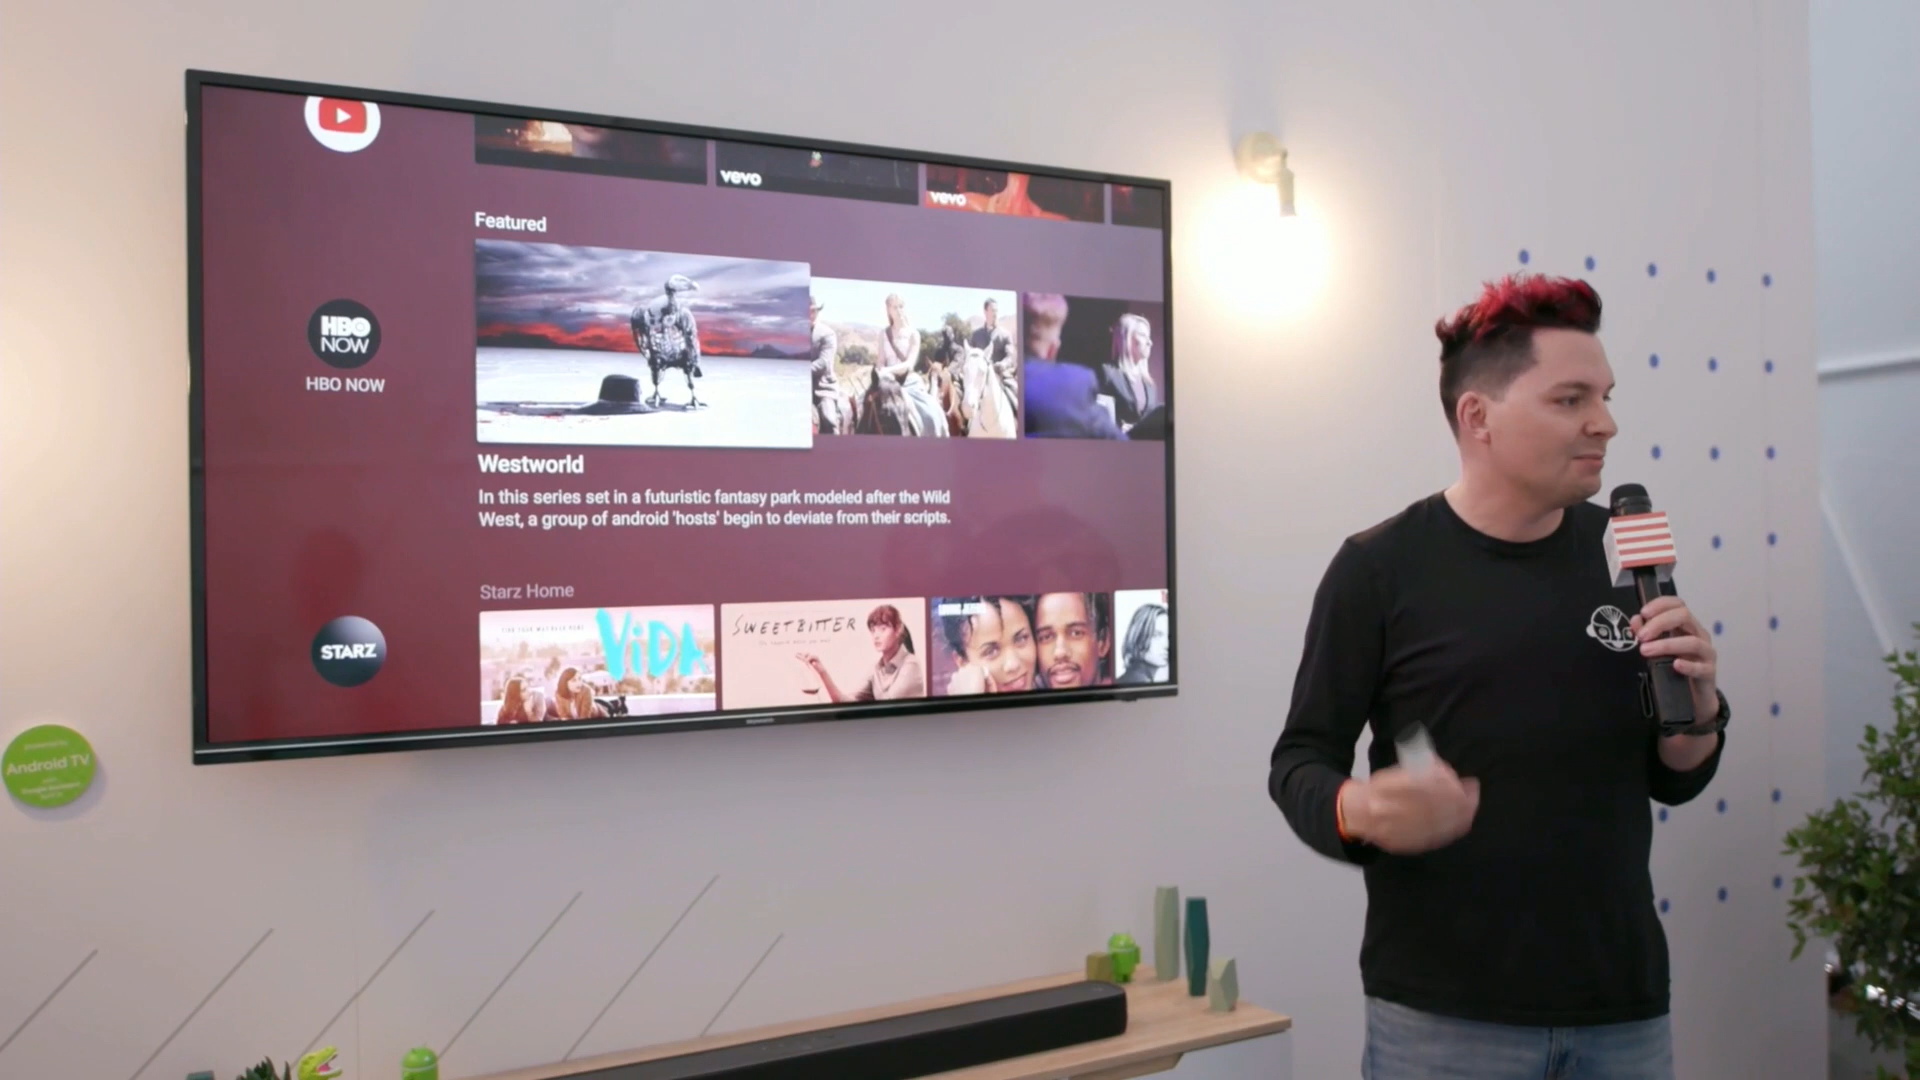 vevo
vevo
Featured
HBO
NOW
HBO NOW
Westworld
In this series set in a futuristic fantasy park modeled after the Wild
West, a group of android 'hosts' begin to deviate from their scripts.
Starz Home
STARZ
VIDA
SWEETBITTER
Android TV